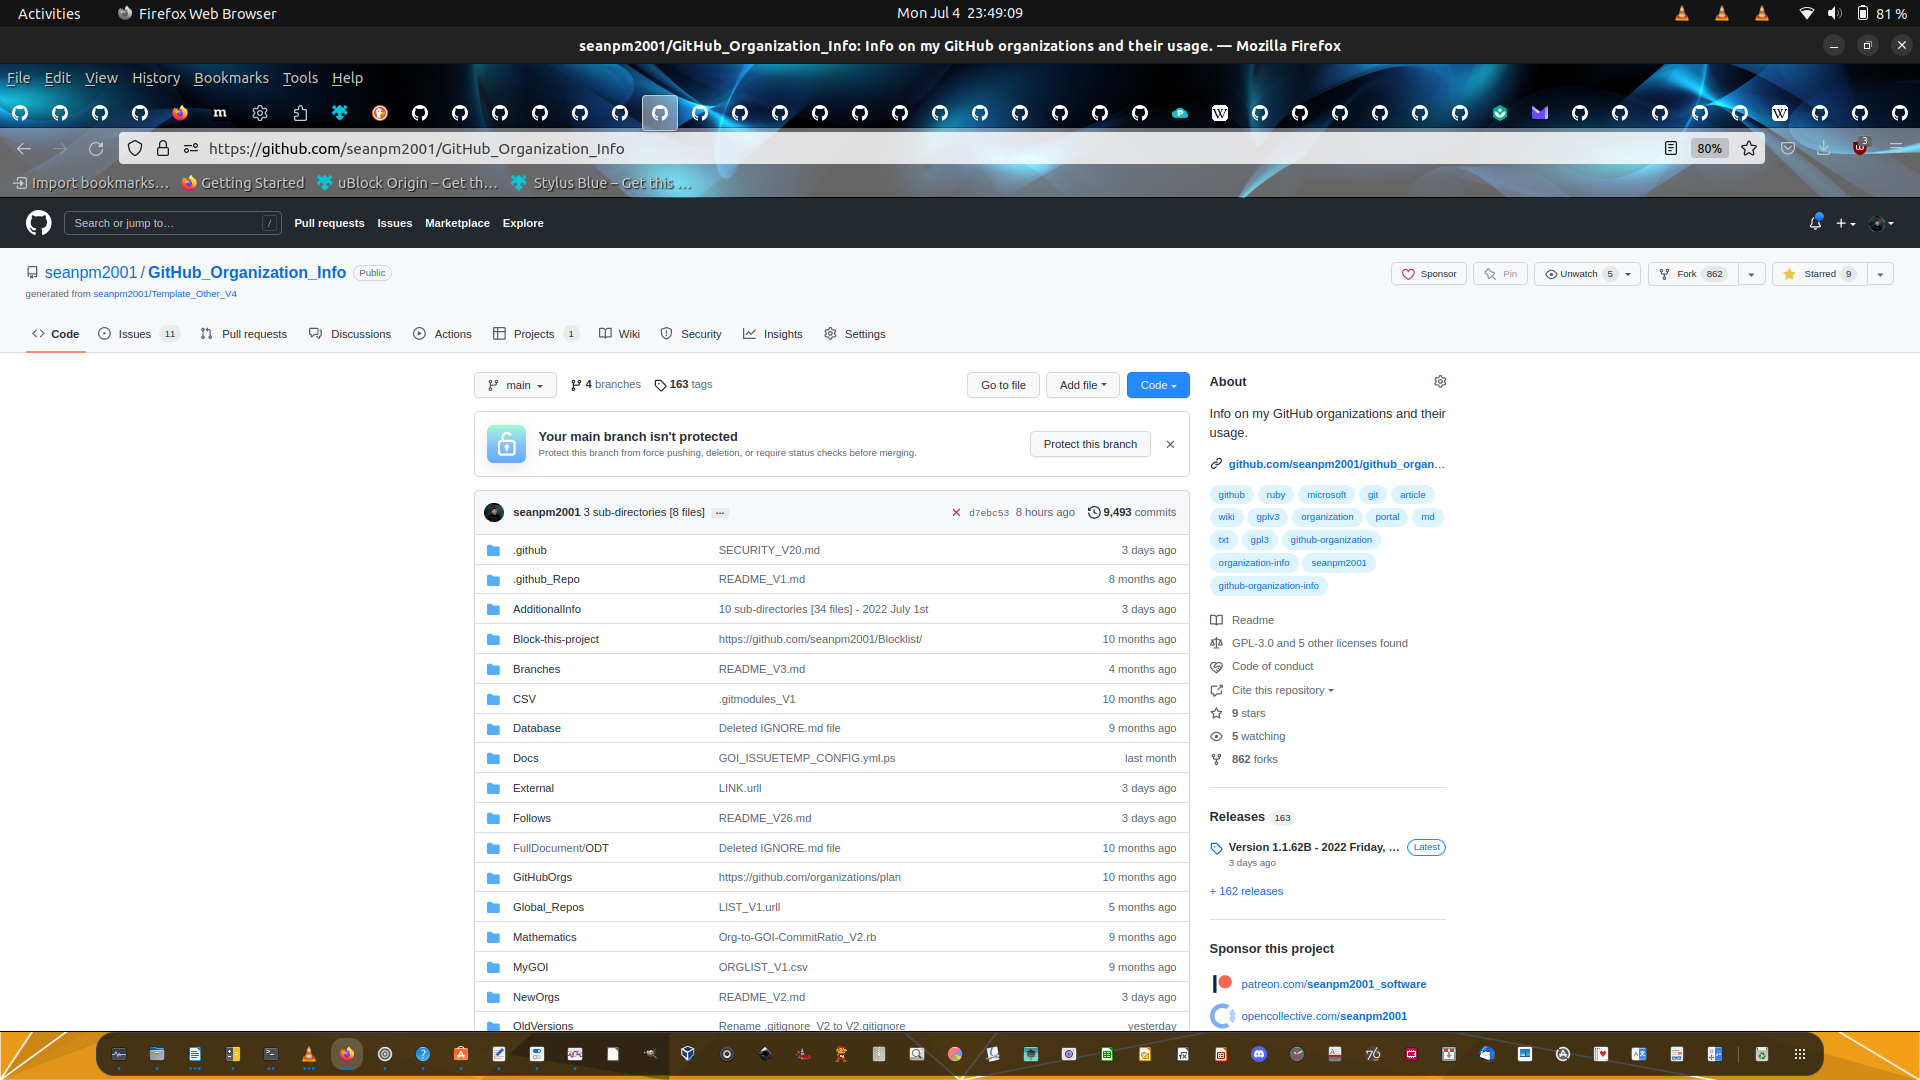 Activities
Firefox Web Browser
Mon Jul 4 23:49:09
81 %
seanpm2001/GitHub_Organization_Info: Info on my GitHub organizations and their usage. — Mozilla Firefox
File Edit View History Bookmarks Tools Help
https://github.com/seanpm2001/GitHub_Organization_Info
80%
3
Import bookmarks… Getting Started uBlock Origin – Get th… Stylus Blue – Get this …
Search or jump to… /
Pull requests Issues Marketplace Explore
seanpm2001 / GitHub_Organization_Info Public
generated from seanpm2001/Template_Other_V4
Sponsor Pin Unwatch 5 Fork 862 Starred 9
Code Issues 11 Pull requests Discussions Actions Projects 1 Wiki Security Insights Settings
main 4 branches 163 tags Go to file Add file Code
Your main branch isn't protected
Protect this branch from force pushing, deletion, or require status checks before merging.
Protect this branch
seanpm2001 3 sub-directories [8 files] … d7ebc53 8 hours ago 9,493 commits
.github SECURITY_V20.md 3 days ago
.github_Repo README_V1.md 8 months ago
AdditionalInfo 10 sub-directories [34 files] - 2022 July 1st 3 days ago
Block-this-project https://github.com/seanpm2001/Blocklist/ 10 months ago
Branches README_V3.md 4 months ago
CSV .gitmodules_V1 10 months ago
Database Deleted IGNORE.md file 9 months ago
Docs GOI_ISSUETEMP_CONFIG.yml.ps last month
External LINK.urll 3 days ago
Follows README_V26.md 3 days ago
FullDocument/ODT Deleted IGNORE.md file 10 months ago
GitHubOrgs https://github.com/organizations/plan 10 months ago
Global_Repos LIST_V1.urll 5 months ago
Mathematics Org-to-GOI-CommitRatio_V2.rb 9 months ago
MyGOI ORGLIST_V1.csv 9 months ago
NewOrgs README_V2.md 3 days ago
OldVersions Rename .gitignore_V2 to V2.gitignore yesterday
About
Info on my GitHub organizations and their
usage.
github.com/seanpm2001/github_organ…
github ruby microsoft git article
wiki gplv3 organization portal md
txt gpl3 github-organization
organization-info seanpm2001
github-organization-info
Readme
GPL-3.0 and 5 other licenses found
Code of conduct
Cite this repository
9 stars
5 watching
862 forks
Releases 163
Version 1.1.62B - 2022 Friday, … Latest
3 days ago
+ 162 releases
Sponsor this project
patreon.com/seanpm2001_software
opencollective.com/seanpm2001